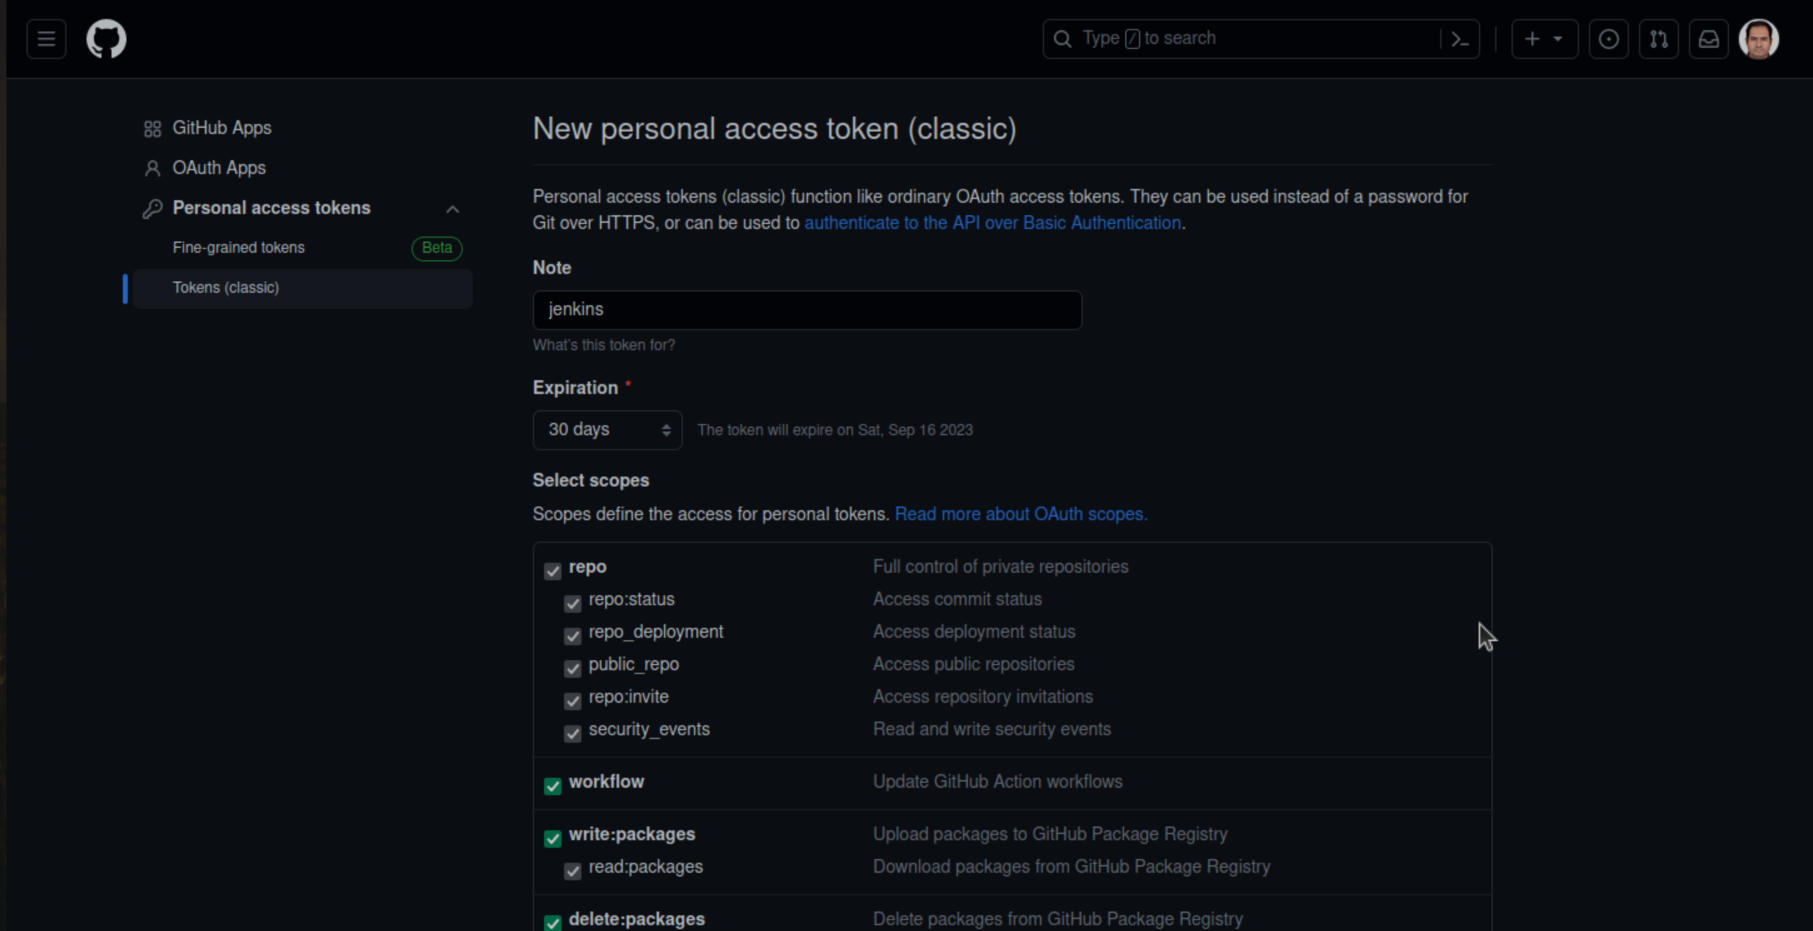 Type / to search
GitHub Apps
OAuth Apps
Personal access tokens
Fine-grained tokens
Beta
Tokens (classic)
New personal access token (classic)
Personal access tokens (classic) function like ordinary OAuth access tokens. They can be used instead of a password for
Git over HTTPS, or can be used to authenticate to the API over Basic Authentication.
Note
jenkins
What's this token for?
Expiration *
30 days The token will expire on Sat, Sep 16 2023
Select scopes
Scopes define the access for personal tokens. Read more about OAuth scopes.
repo Full control of private repositories
repo:status Access commit status
repo_deployment Access deployment status
public_repo Access public repositories
repo:invite Access repository invitations
security_events Read and write security events
workflow Update GitHub Action workflows
write:packages Upload packages to GitHub Package Registry
read:packages Download packages from GitHub Package Registry
delete:packages Delete packages from GitHub Package Registry